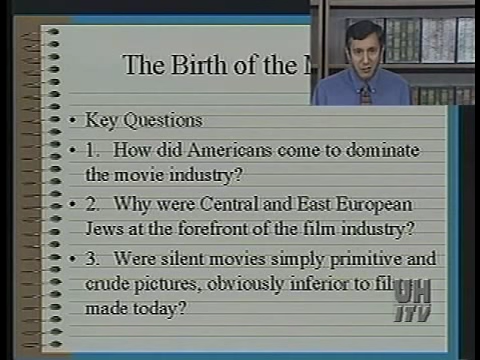 The Birth of the
• Key Questions
• 1. How did Americans come to dominate
the movie industry?
• 2. Why were Central and East European
Jews at the forefront of the film industry?
• 3. Were silent movies simply primitive and
crude pictures, obviously inferior to
made today?
UH
ITV